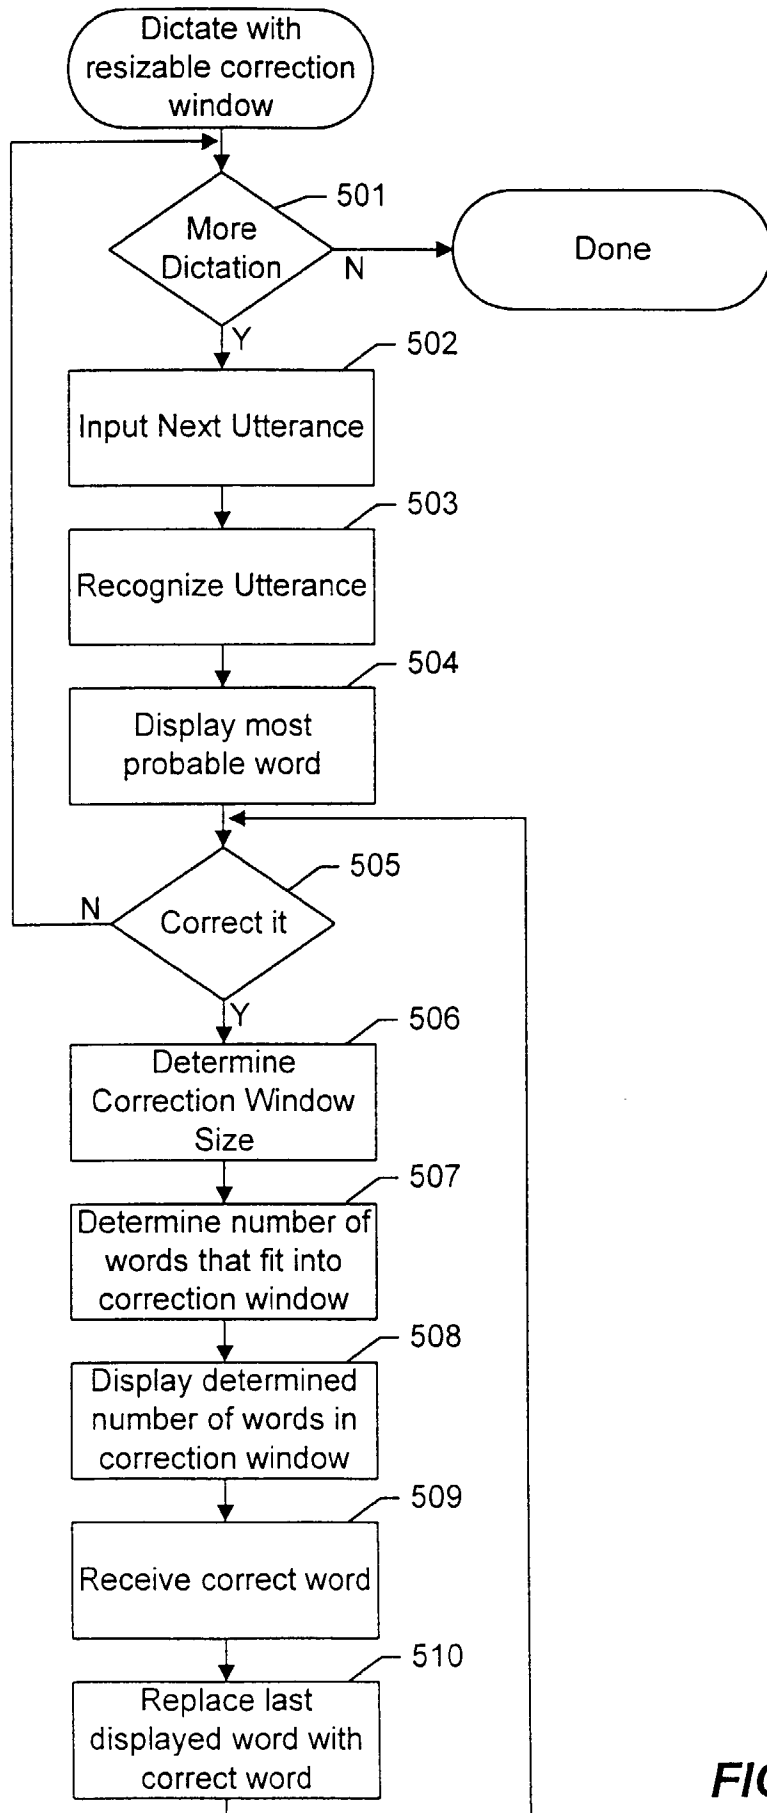 Dictate with
resizable correction
window
501
More
Dictation
N
Done
Y
502
Input Next Utterance
503
Recognize Utterance
504
Display most
probable word
505
N
Correct it
Y
506
Determine
Correction Window
Size
507
Determine number of
words that fit into
correction window
508
Display determined
number of words in
correction window
509
Receive correct word
510
Replace last
displayed word with
correct word